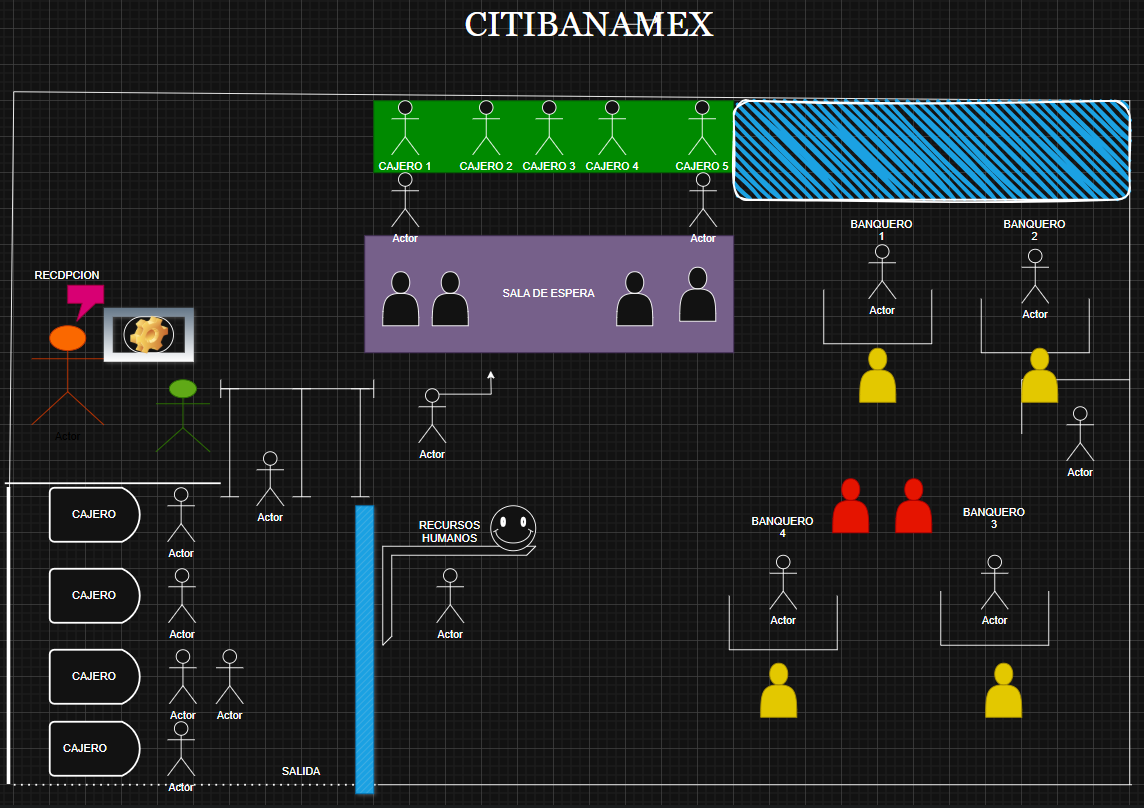 CITIBANAMEX
CAJERO 1
CAJERO 2
CAJERO 3
CAJERO 4
CAJERO 5
Actor
Actor
BANQUERO
1
BANQUERO
2
RECDPCION
SALA DE ESPERA
Actor
Actor
Actor
Actor
Actor
Actor
CAJERO
Actor
RECURSOS
HUMANOS
BANQUERO
4
BANQUERO
3
CAJERO
Actor
Actor
Actor
Actor
CAJERO
Actor
Actor
CAJERO
Actor
SALIDA